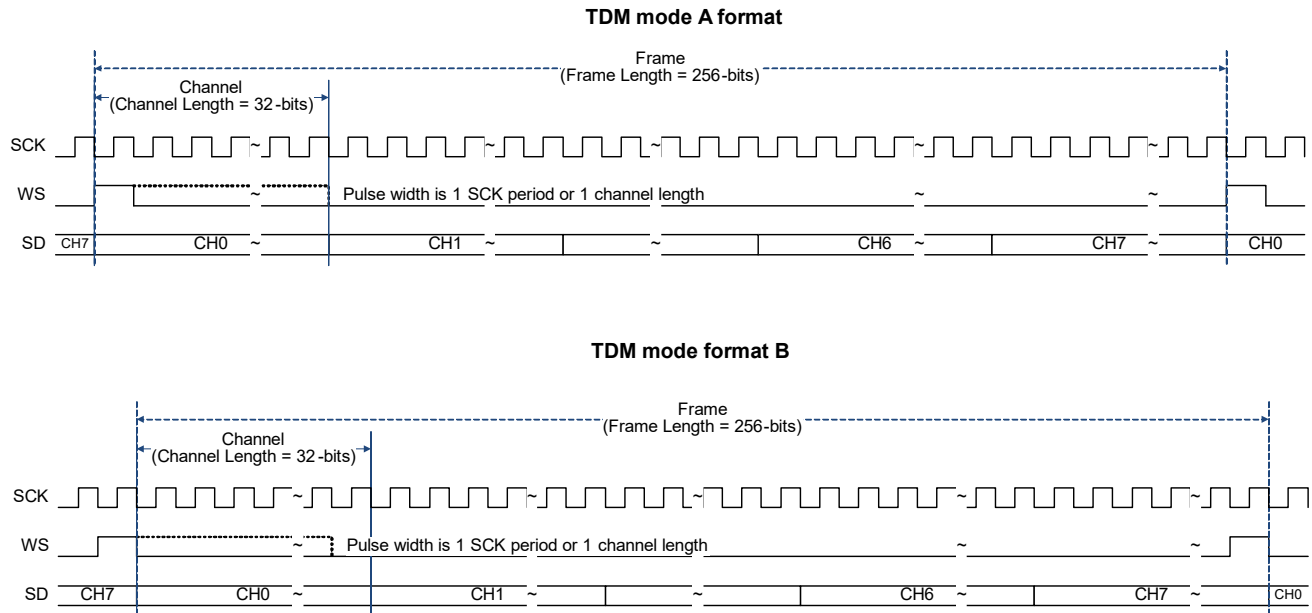 TDM mode A format
Frame
(Frame Length = 256-bits)
Channel
(Channel Length = 32-bits)
SCK ~ ~ ~ ~
WS ~ Pulse width is 1 SCK period or 1 channel length ~ ~
SD CH7 CH0 ~ CH1 ~ ~ CH6 ~ CH7 ~ CH0
TDM mode format B
Frame
(Frame Length = 256-bits)
Channel
(Channel Length = 32-bits)
SCK ~ ~ ~ ~ ~
WS ~ Pulse width is 1 SCK period or 1 channel length ~ ~
SD CH7 CH0 ~ CH1 ~ ~ CH6 ~ CH7 ~ CH0